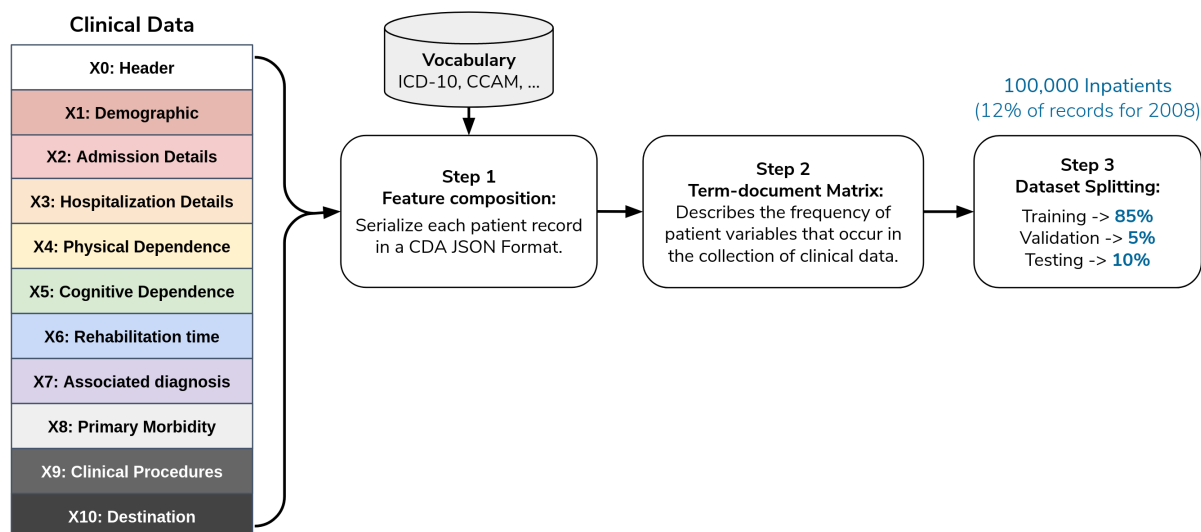 Clinical Data
X0: Header
X1: Demographic
X2: Admission Details
X3: Hospitalization Details
X4: Physical Dependence
X5: Cognitive Dependence
X6: Rehabilitation time
X7: Associated diagnosis
X8: Primary Morbidity
X9: Clinical Procedures
X10: Destination
Vocabulary
ICD-10, CCAM, ...
Step 1
Feature composition:
Serialize each patient record
in a CDA JSON Format.
Step 2
Term-document Matrix:
Describes the frequency of
patient variables that occur in
the collection of clinical data.
100,000 Inpatients
(12% of records for 2008)
Step 3
Dataset Splitting:
Training -> 85%
Validation -> 5%
Testing -> 10%